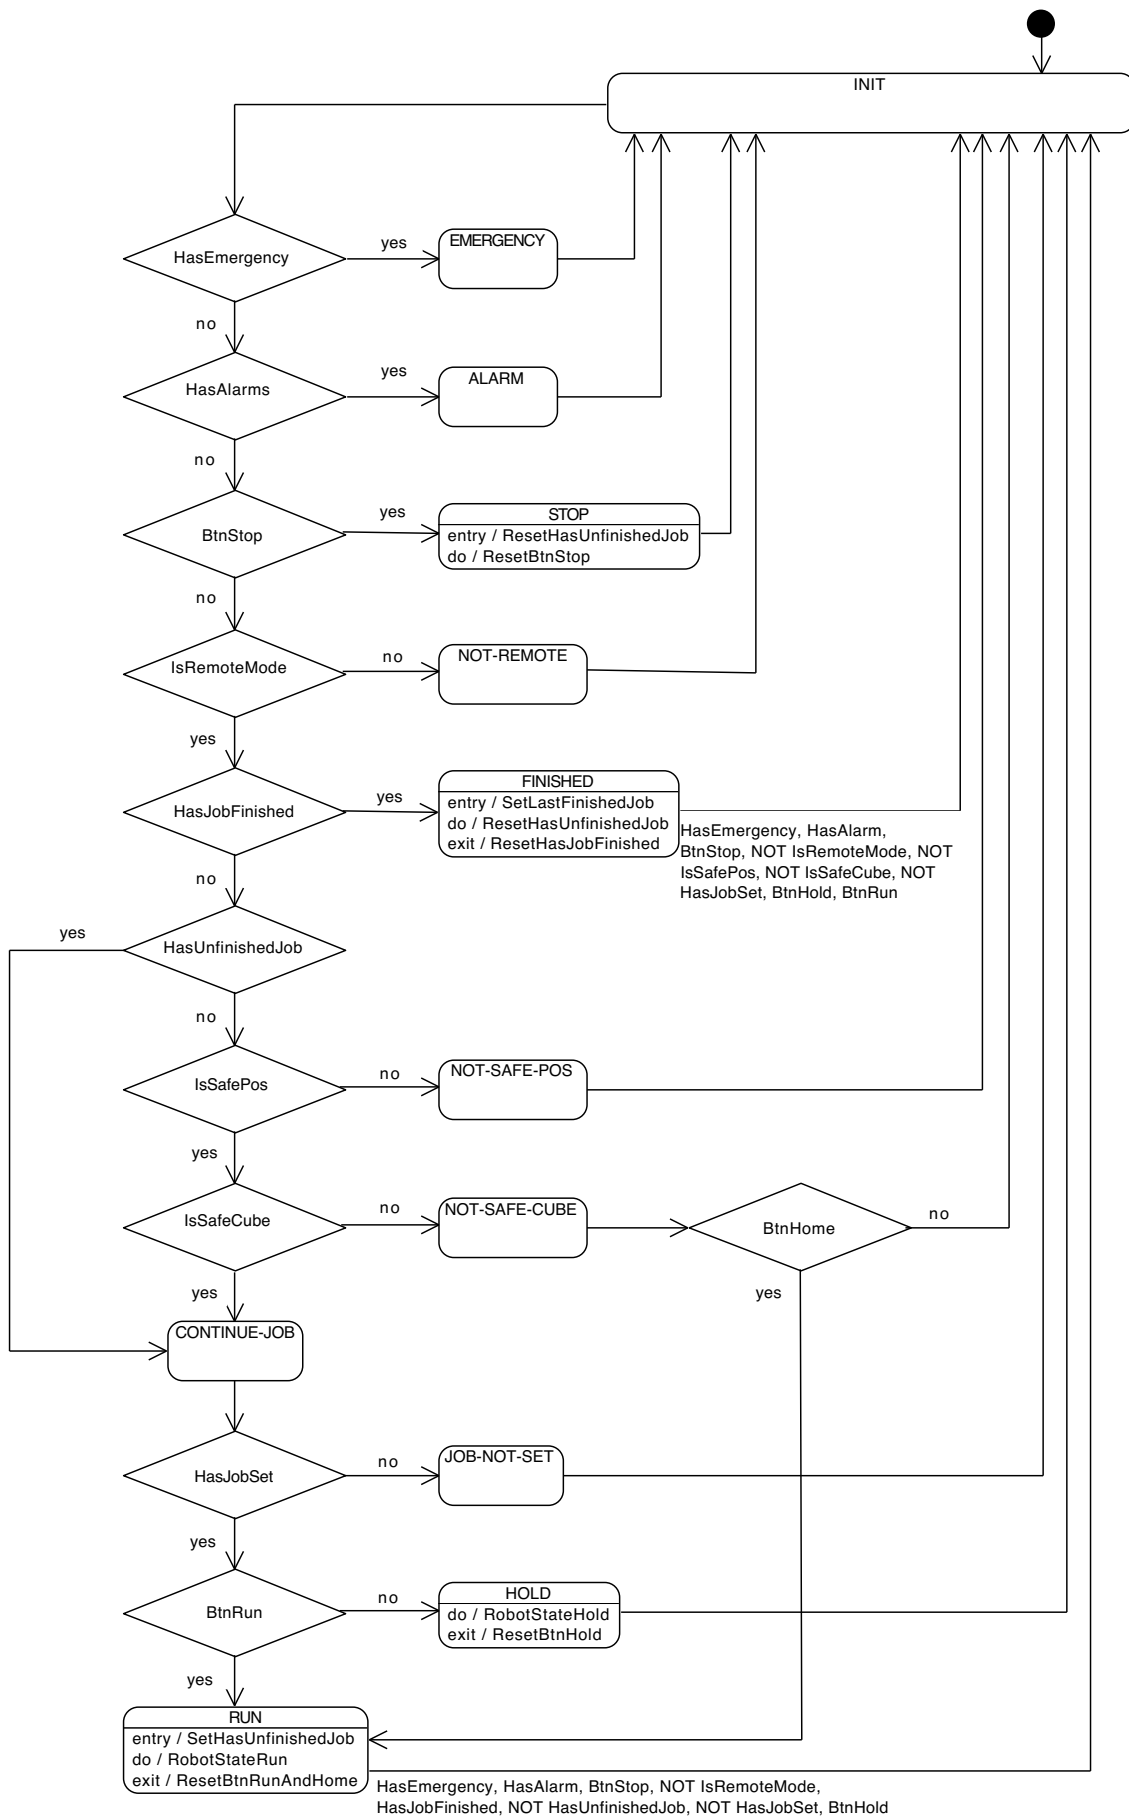 INIT
HasEmergency
yes
EMERGENCY
no
HasAlarms
yes
ALARM
no
BtnStop
yes
STOP
entry / ResetHasUnfinishedJob
do / ResetBtnStop
no
IsRemoteMode
no
NOT-REMOTE
yes
HasJobFinished
yes
FINISHED
entry / SetLastFinishedJob
do / ResetHasUnfinishedJob
exit / ResetHasJobFinished
HasEmergency, HasAlarm,
BtnStop, NOT IsRemoteMode, NOT
IsSafePos, NOT IsSafeCube, NOT
HasJobSet, BtnHold, BtnRun
no
yes
HasUnfinishedJob
no
IsSafePos
no
NOT-SAFE-POS
yes
IsSafeCube
no
NOT-SAFE-CUBE
BtnHome
no
yes
yes
CONTINUE-JOB
HasJobSet
no
JOB-NOT-SET
yes
BtnRun
no
HOLD
do / RobotStateHold
exit / ResetBtnHold
yes
RUN
entry / SetHasUnfinishedJob
do / RobotStateRun
exit / ResetBtnRunAndHome
HasEmergency, HasAlarm, BtnStop, NOT IsRemoteMode,
HasJobFinished, NOT HasUnfinishedJob, NOT HasJobSet, BtnHold